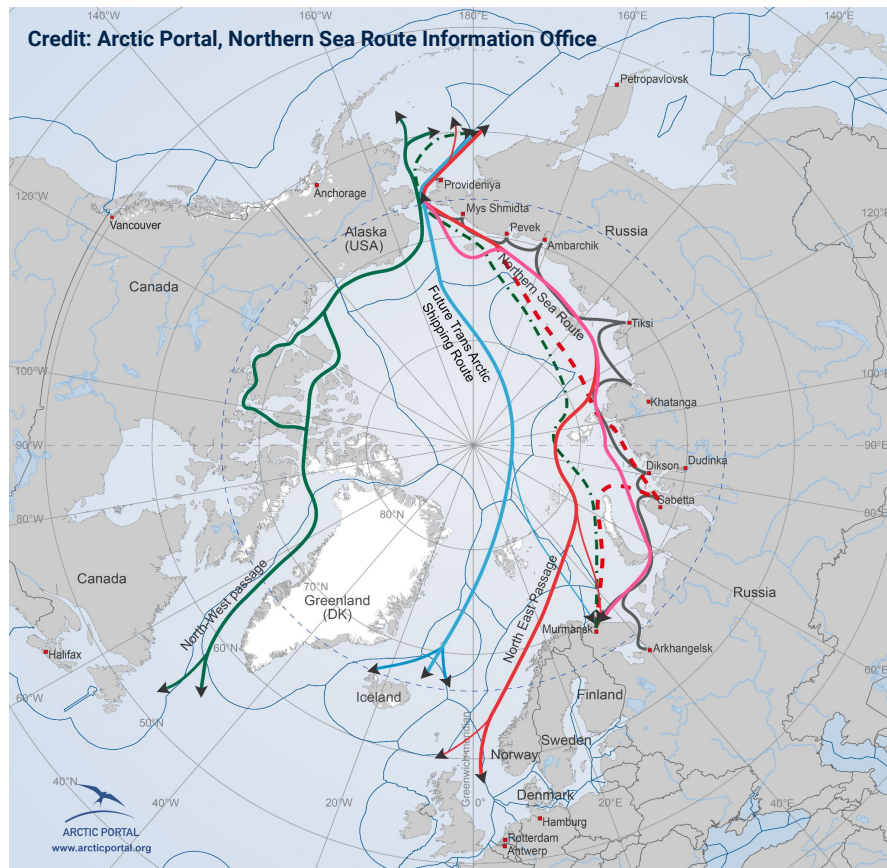 Credit: Arctic Portal, Northern Sea Route Information Office
160°W
180°E
160°E
140°W
140°E
120°W
120°E
Petropavlovsk
Anchorage
Provideniya
Vancouver
Mys Shmidta
Alaska
(USA)
Pevek
Ambarchik
Russia
Canada
Northern Sea Route
Future Trans Arctic
Shipping Route
Tiksi
100°W
100°E
Khatanga
90°W
90°E
Dikson
Dudinka
Sabetta
80°W
80°E
80°N
North East Passage
Canada
70°N
Greenland
(DK)
North-West passage
Russia
Murmansk
Arkhangelsk
Halifax
60°N
60°W
60°E
Iceland
Finland
50°N
Sweden
Norway
Greenwich meridian
40°N
40°W
20°W
0°E
20°E
40°E
Denmark
Hamburg
Rotterdam
Antwerp
ARCTIC PORTAL
www.arcticportal.org